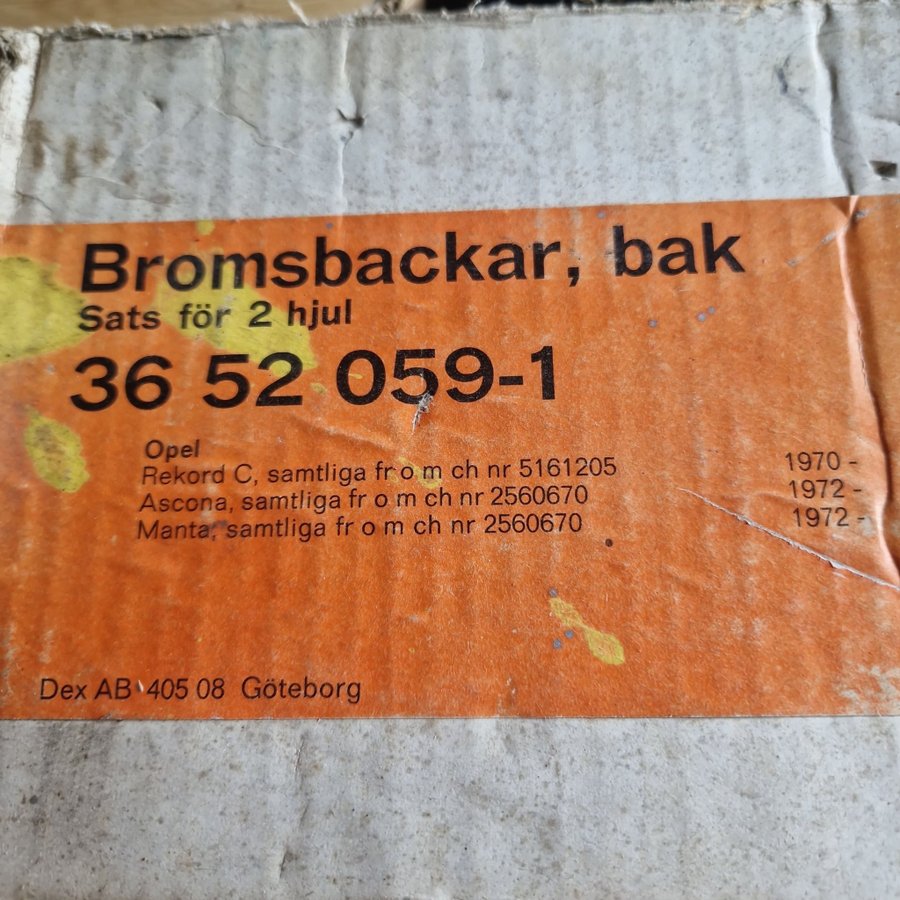 Bromsbackar, bak
Sats för 2 hjul
36 52 059-1
Opel
Rekord C, samtliga fr o m ch nr 5161205 1970 -
Ascona, samtliga fr o m ch nr 2560670 1972 -
Manta, samtliga fr o m ch nr 2560670 1972 -
Dex AB 405 08 Göteborg